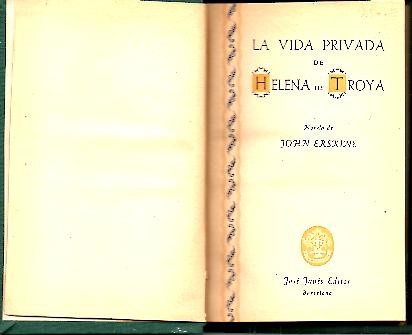 LA VIDA PRIVADA
DE
HELENA DE TROYA
Novela de
JOHN ERSKINE
José Janés Editor
Barcelona